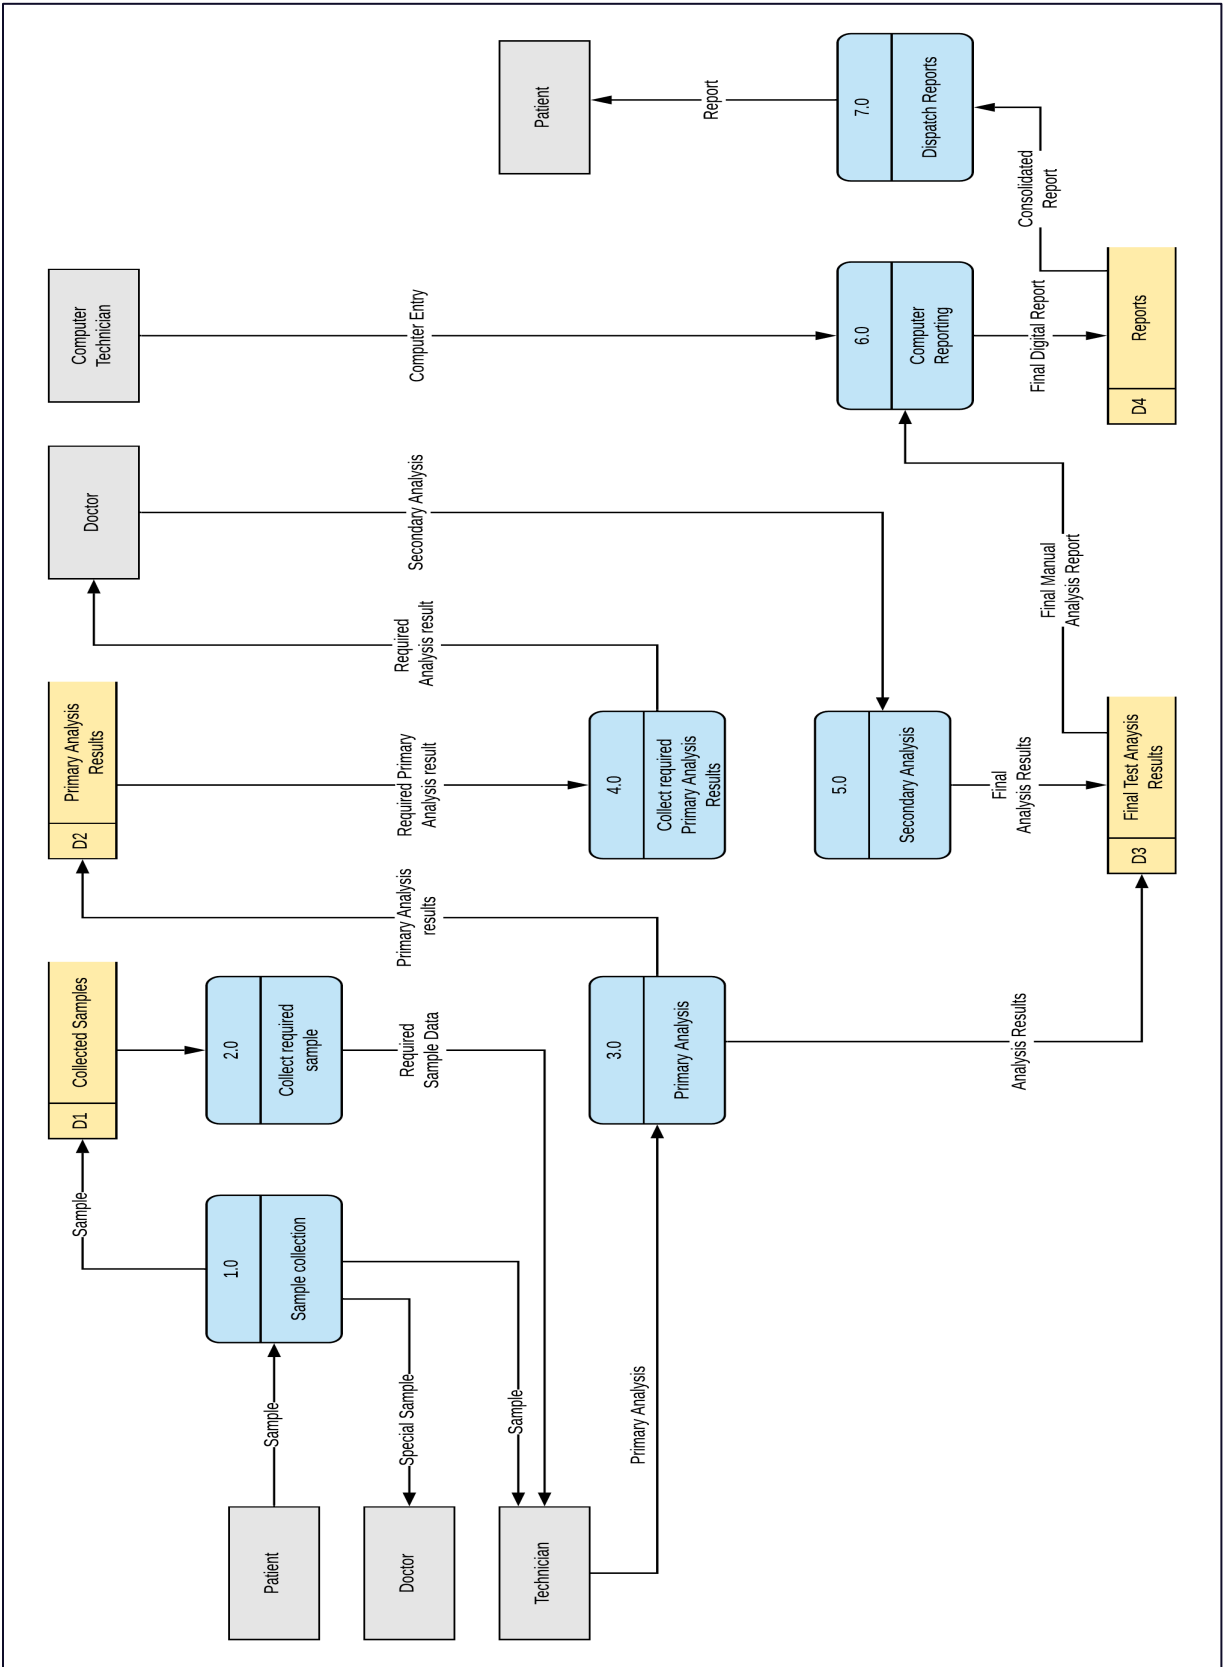 Patient
Sample
1.0
Sample collection
Sample
D1
Collected Samples
2.0
Collect required
sample
Required
Sample Data
Special Sample
Doctor
Sample
Technician
Primary Analysis
3.0
Primary Analysis
Primary Analysis
results
D2
Primary Analysis
Results
Required Primary
Analysis result
4.0
Collect required
Primary Analysis
Results
Required
Analysis result
Doctor
Secondary Analysis
5.0
Secondary Analysis
Final
Analysis Results
Analysis Results
D3
Final Test Anaysis
Results
Final Manual
Analysis Report
Computer
Technician
Computer Entry
6.0
Computer
Reporting
Final Digital Report
D4
Reports
Consolidated
Report
7.0
Dispatch Reports
Report
Patient